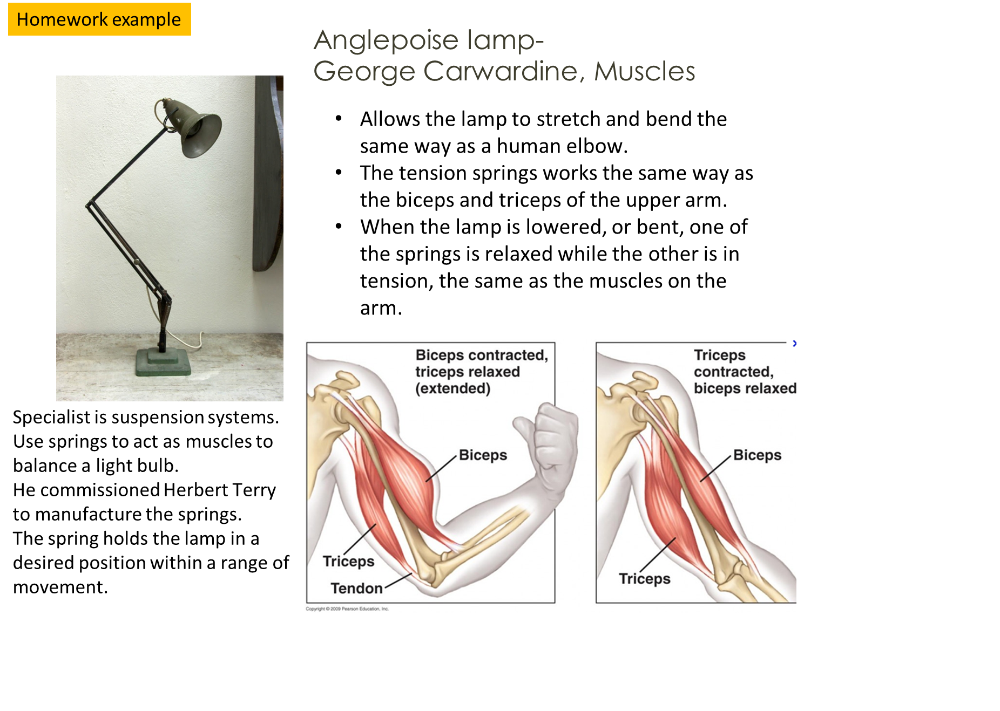 Homework example
Anglepoise lamp-
George Carwardine, Muscles
• Allows the lamp to stretch and bend the
same way as a human elbow.
• The tension springs works the same way as
the biceps and triceps of the upper arm.
• When the lamp is lowered, or bent, one of
the springs is relaxed while the other is in
tension, the same as the muscles on the
arm.
Specialist is suspension systems.
Use springs to act as muscles to
balance a light bulb.
He commissioned Herbert Terry
to manufacture the springs.
The spring holds the lamp in a
desired position within a range of
movement.
Biceps contracted,
triceps relaxed
(extended)
Biceps
Triceps
Tendon
Copyright © 2009 Pearson Education, Inc.
Triceps
contracted,
biceps relaxed
Biceps
Triceps